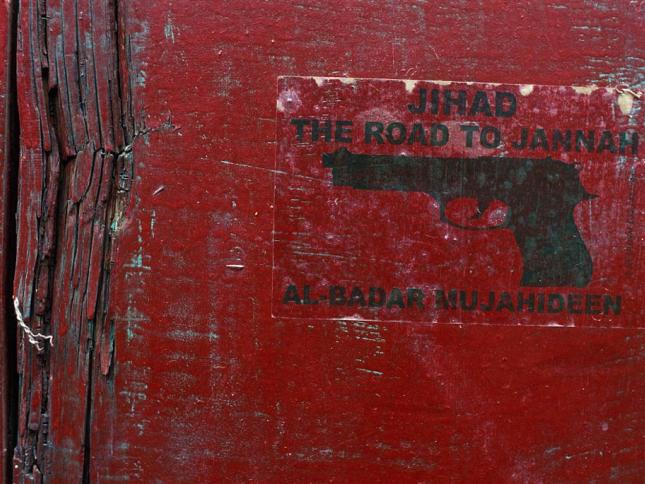 JIHAD
THE ROAD TO JANNAH
AL-BADAR MUJAHIDEEN